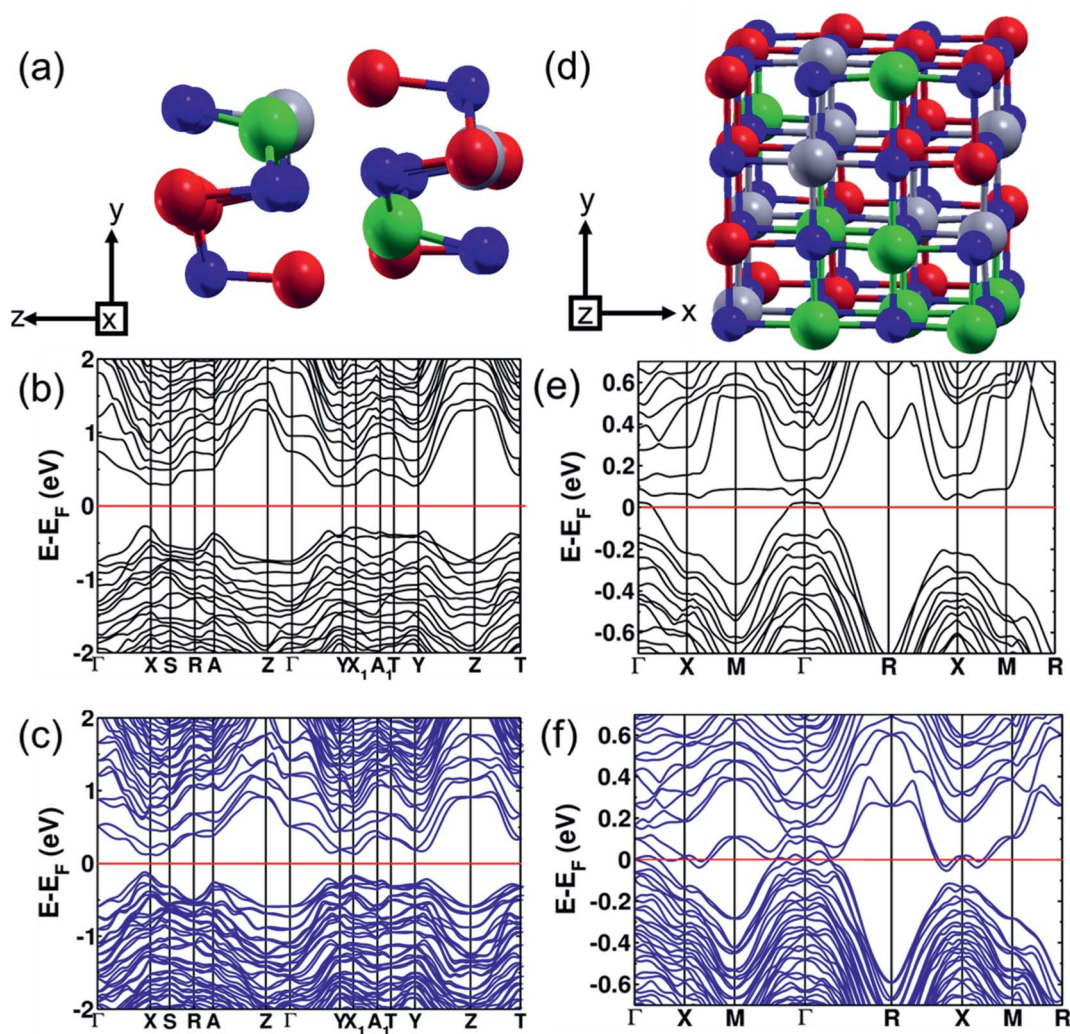 (a)
(d)
y
z
x
y
z
x
(b)
2
1
0
-1
-2
E-E_F (eV)
Γ X S R A Z Γ Y X₁ A₁ T Y Z T
(e)
0.6
0.4
0.2
0
-0.2
-0.4
-0.6
E-E_F (eV)
Γ X M Γ R X M R
(c)
2
1
0
-1
-2
E-E_F (eV)
Γ X S R A Z Γ Y X₁ A₁ T Y Z T
(f)
0.6
0.4
0.2
0
-0.2
-0.4
-0.6
E-E_F (eV)
Γ X M Γ R X M R